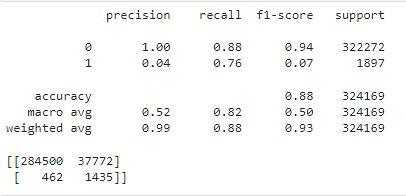 precision recall f1-score support
0 1.00 0.88 0.94 322272
1 0.04 0.76 0.07 1897
accuracy 0.88 324169
macro avg 0.52 0.82 0.50 324169
weighted avg 0.99 0.88 0.93 324169
[[284500 37772]
[ 462 1435]]